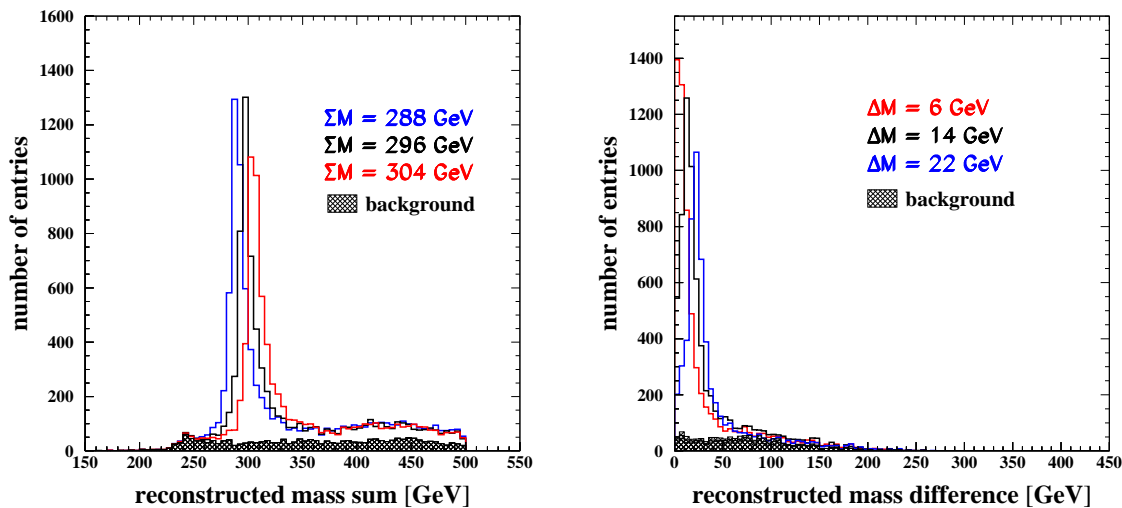 number of entries
1600
1400
1200
1000
800
600
400
200
0
150 200 250 300 350 400 450 500 550
reconstructed mass sum [GeV]
ΣM = 288 GeV
ΣM = 296 GeV
ΣM = 304 GeV
background
number of entries
1400
1200
1000
800
600
400
200
0
0 50 100 150 200 250 300 350 400 450
reconstructed mass difference [GeV]
ΔM = 6 GeV
ΔM = 14 GeV
ΔM = 22 GeV
background